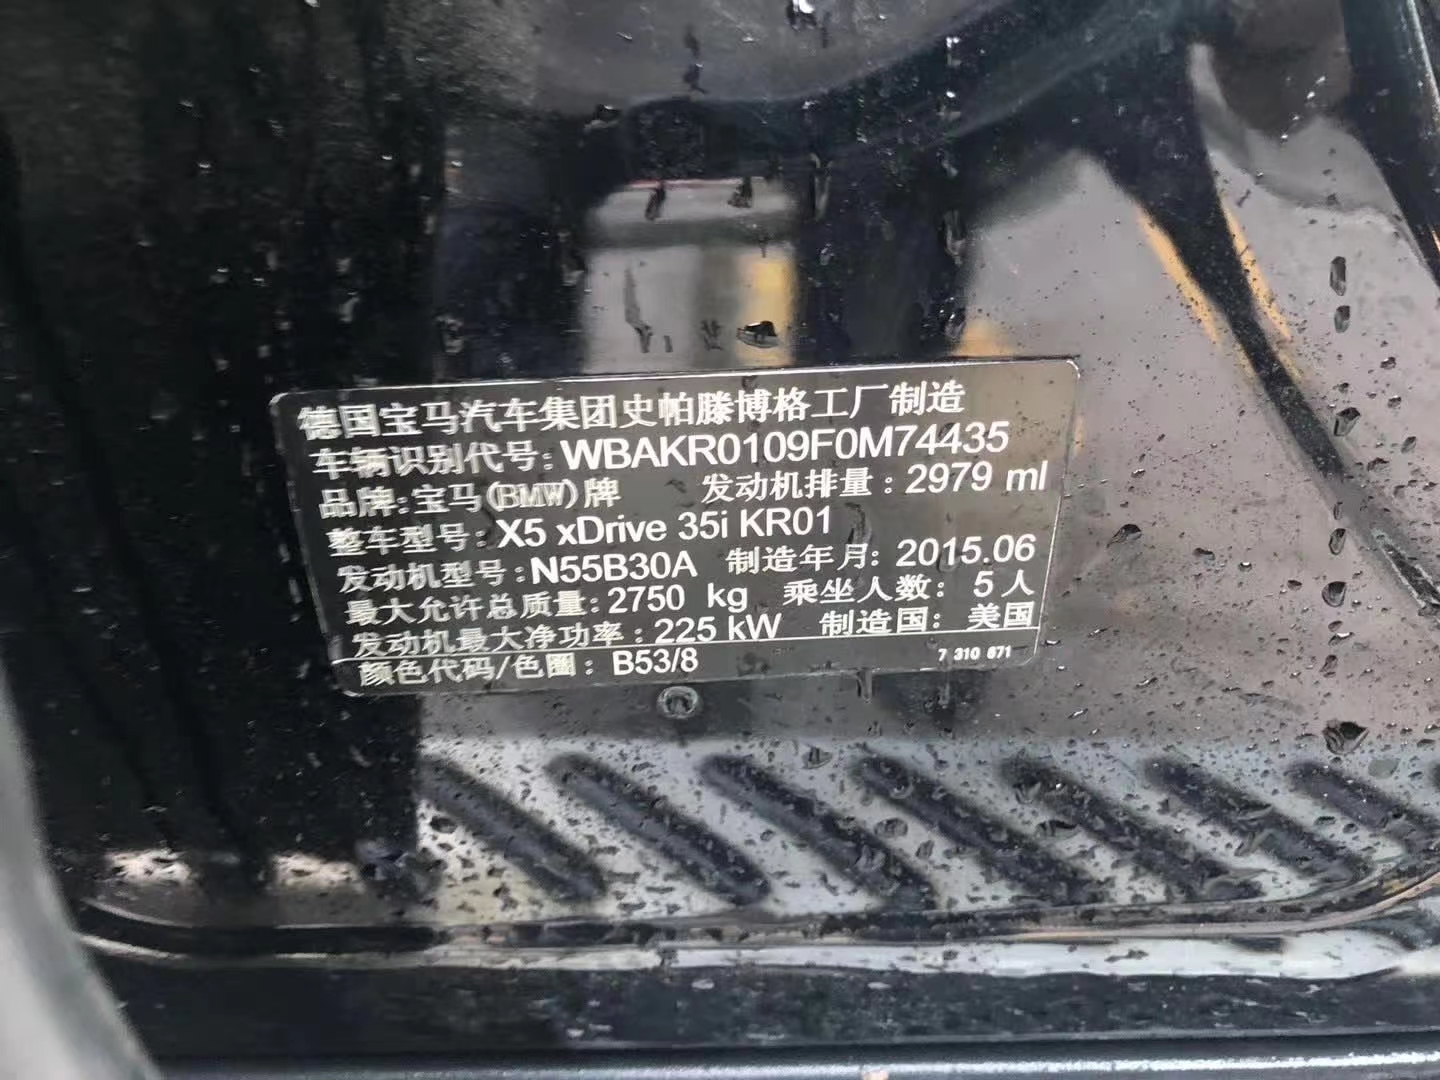 德国宝马汽车集团史帕滕博格工厂制造
车辆识别代号:WBAKR0109F0M74435
品牌:宝马(BMW)牌 发动机排量:2979 ml
整车型号:X5 xDrive 35i KR01
发动机型号:N55B30A 制造年月:2015.06
最大允许总质量:2750 kg 乘坐人数:5人
发动机最大净功率:225 kW 制造国:美国
颜色代码/色圈:B53/8 7 310 671